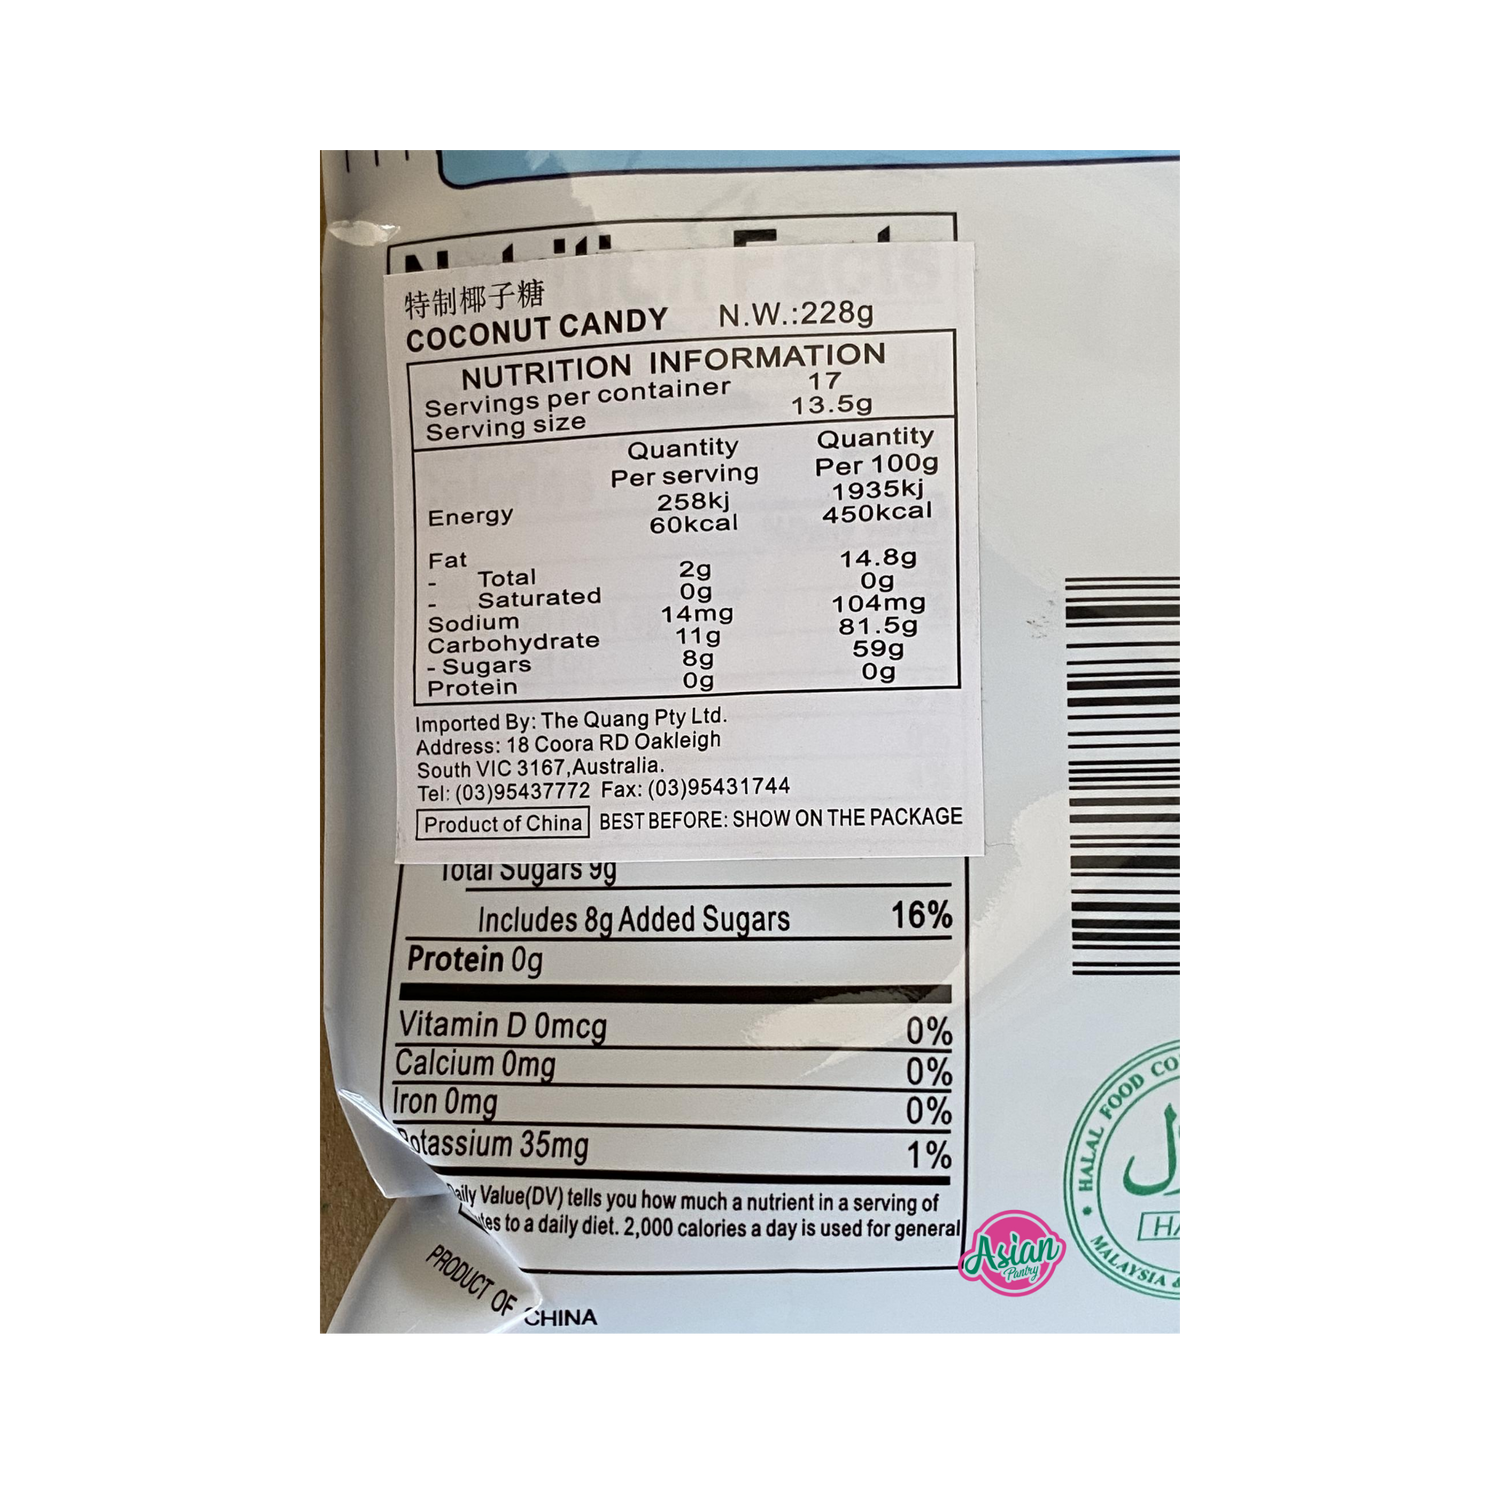 特制椰子糖
COCONUT CANDY N.W.:228g
NUTRITION INFORMATION
Servings per container 17
Serving size 13.5g
Quantity Quantity
Per serving Per 100g
Energy 258kj 1935kj
60kcal 450kcal
Fat
- Total 2g 14.8g
- Saturated 0g 0g
Sodium 14mg 104mg
Carbohydrate 11g 81.5g
- Sugars 8g 59g
Protein 0g 0g
Imported By: The Quang Pty Ltd.
Address: 18 Coora RD Oakleigh
South VIC 3167,Australia.
Tel: (03)95437772 Fax: (03)95431744
Product of China BEST BEFORE: SHOW ON THE PACKAGE
Total Sugars 9g
Includes 8g Added Sugars 16%
Protein 0g
Vitamin D 0mcg 0%
Calcium 0mg 0%
Iron 0mg 0%
Potassium 35mg 1%
Daily Value(DV) tells you how much a nutrient in a serving of
to a daily diet. 2,000 calories a day is used for general
PRODUCT OF CHINA
HALAL FOOD CO
MALAYSIA &
Asian
Pantry